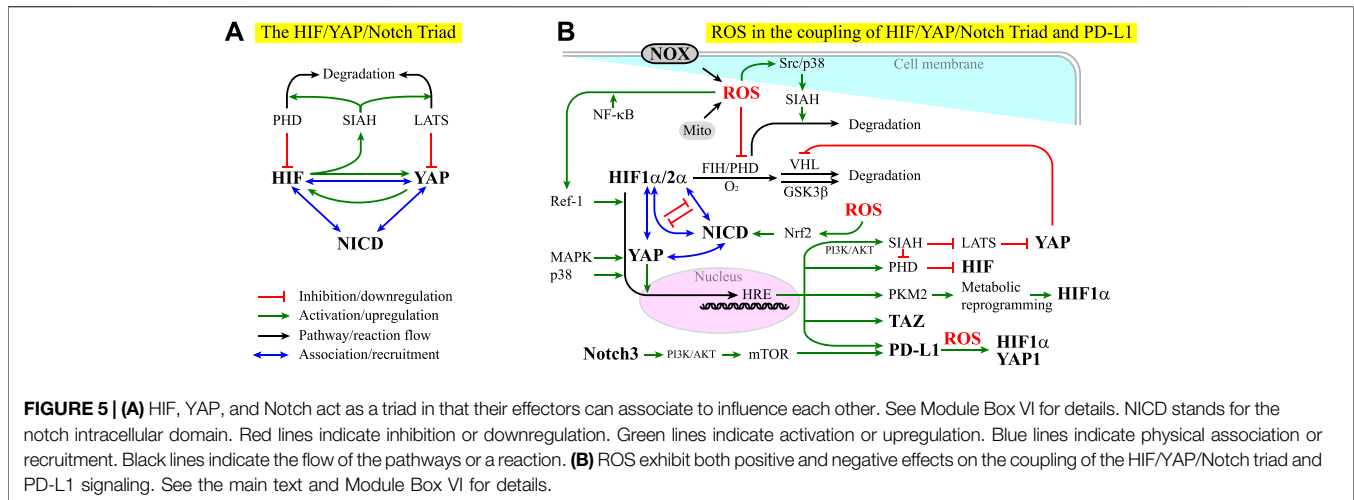 A The HIF/YAP/Notch Triad
Degradation
PHD SIAH LATS
HIF YAP
NICD
Inhibition/downregulation
Activation/upregulation
Pathway/reaction flow
Association/recruitment
B ROS in the coupling of HIF/YAP/Notch Triad and PD-L1
NOX
Src/p38
Cell membrane
ROS
SIAH
NF-κB
Mito
Degradation
FIH/PHD
VHL
HIF1α/2α
Degradation
O₂
GSK3β
Ref-1
ROS
NICD
Nrf2
PI3K/AKT
SIAH LATS YAP
MAPK
YAP
p38
PHD HIF
Nucleus
HRE
PKM2
Metabolic
reprogramming
HIF1α
TAZ
Notch3 PI3K/AKT mTOR
PD-L1
ROS
HIF1α
YAP1
FIGURE 5 | (A) HIF, YAP, and Notch act as a triad in that their effectors can associate to influence each other. See Module Box VI for details. NICD stands for the
notch intracellular domain. Red lines indicate inhibition or downregulation. Green lines indicate activation or upregulation. Blue lines indicate physical association or
recruitment. Black lines indicate the flow of the pathways or a reaction. (B) ROS exhibit both positive and negative effects on the coupling of the HIF/YAP/Notch triad and
PD-L1 signaling. See the main text and Module Box VI for details.